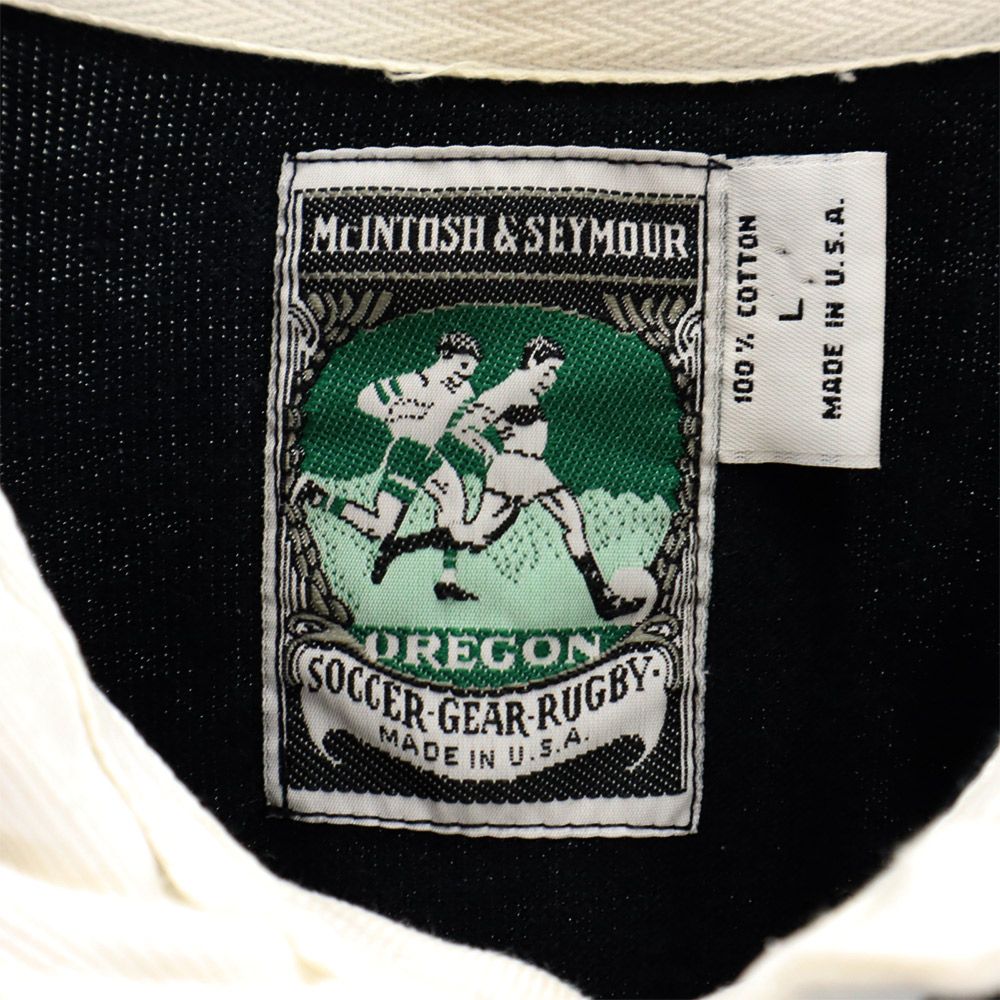 McINTOSH & SEYMOUR
OREGON
SOCCER-GEAR-RUGBY.
MADE IN U.S.A.
100% COTTON
L
MADE IN U.S.A.